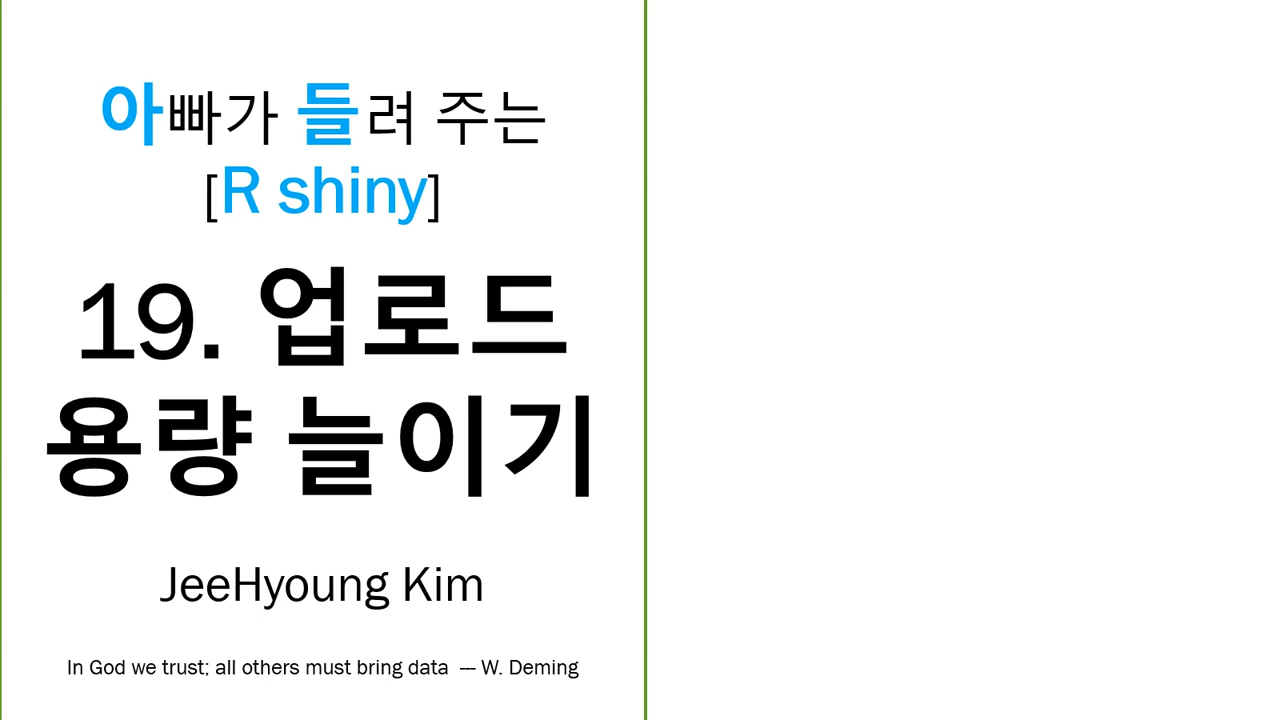 아빠가 들려 주는
[R shiny]
19. 업로드
용량 늘이기
JeeHyoung Kim
In God we trust; all others must bring data --- W. Deming